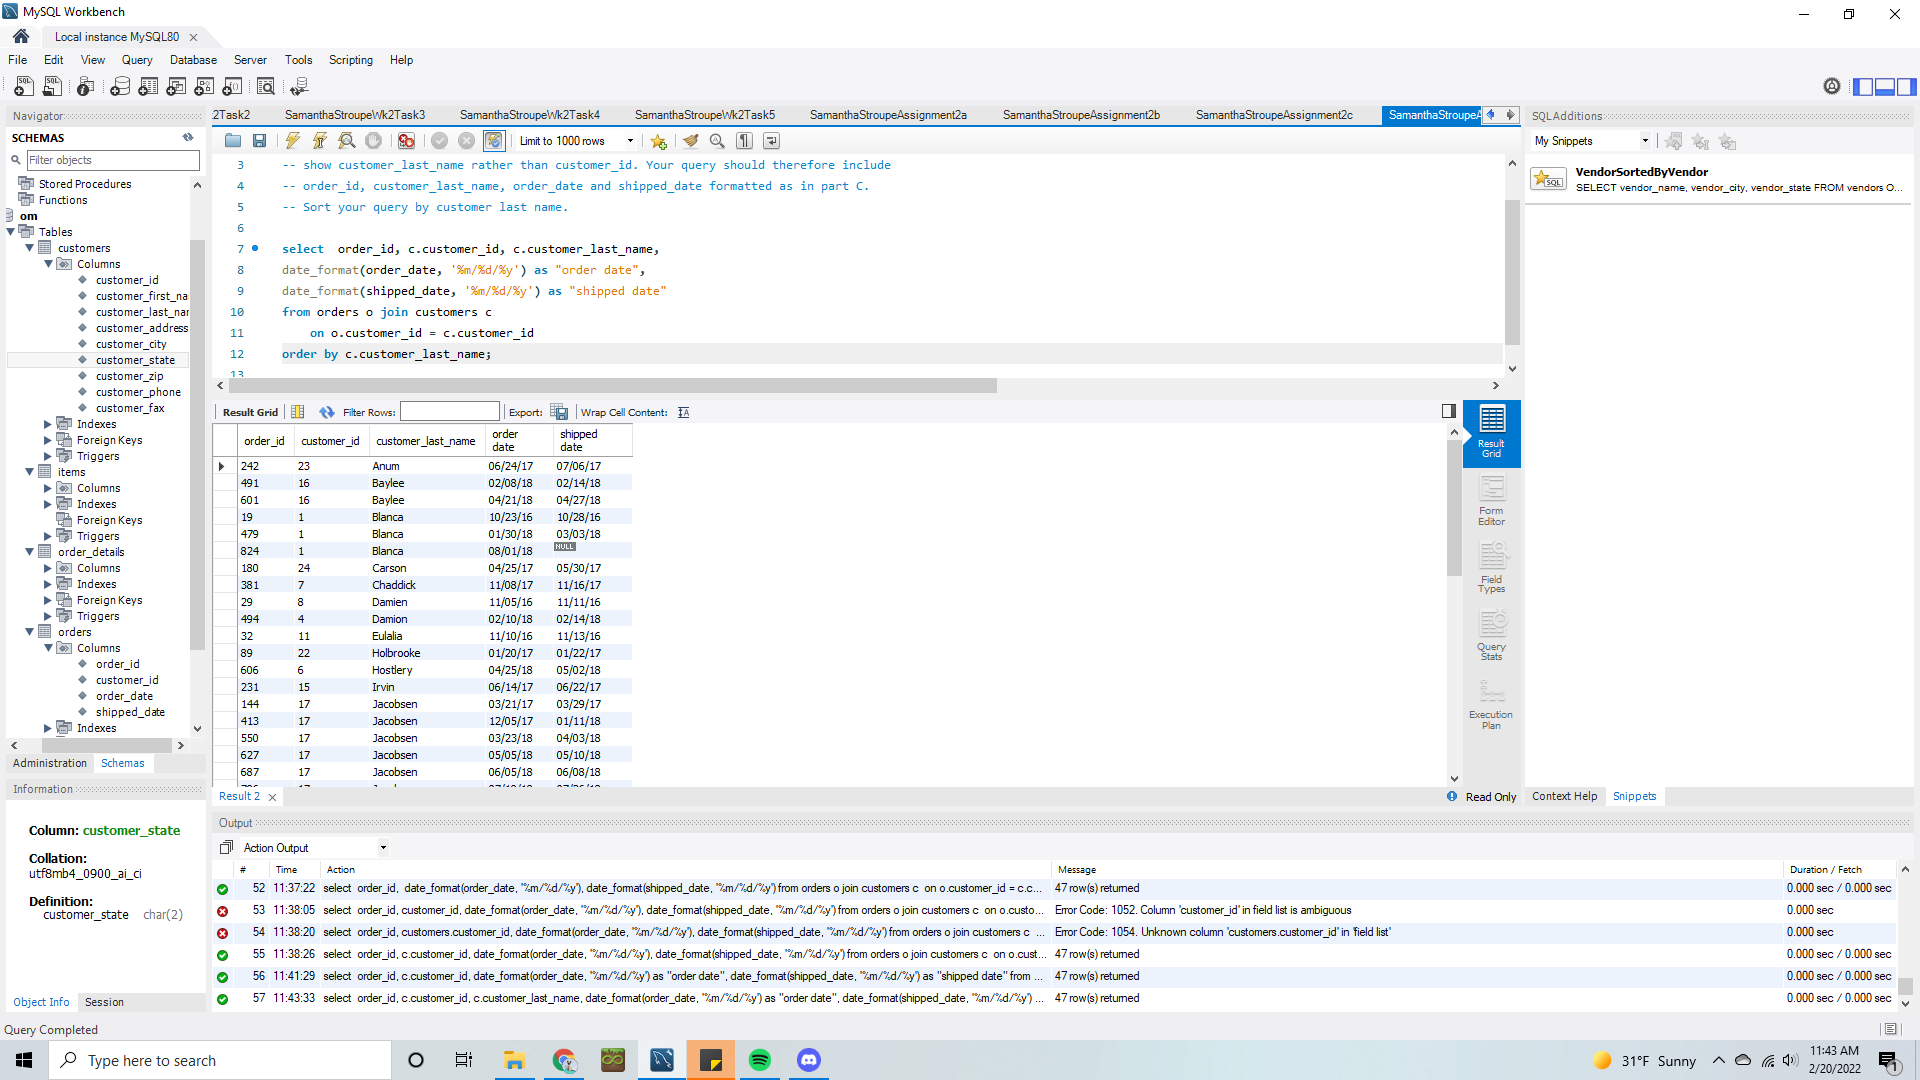 MySQL Workbench
Local instance MySQL80
File Edit View Query Database Server Tools Scripting Help
Navigator
SCHEMAS
Filter objects
Stored Procedures
Functions
om
Tables
customers
Columns
customer_id
customer_first_na
customer_last_nar
customer_address
customer_city
customer_state
customer_zip
customer_phone
customer_fax
Indexes
Foreign Keys
Triggers
items
Columns
Indexes
Foreign Keys
Triggers
order_details
Columns
Indexes
Foreign Keys
Triggers
orders
Columns
order_id
customer_id
order_date
shipped_date
Indexes
Administration Schemas
Information
Column: customer_state
Collation:
utf8mb4_0900_ai_ci
Definition:
customer_state char(2)
Object Info Session
Query Completed
2Task2 SamanthaStroupeWk2Task3 SamanthaStroupeWk2Task4 SamanthaStroupeWk2Task5 SamanthaStroupeAssignment2a SamanthaStroupeAssignment2b SamanthaStroupeAssignment2c SamanthaStroupeA
Limit to 1000 rows
3 -- show customer_last_name rather than customer_id. Your query should therefore include
4 -- order_id, customer_last_name, order_date and shipped_date formatted as in part C.
5 -- Sort your query by customer last name.
6
7 select order_id, c.customer_id, c.customer_last_name,
8 date_format(order_date, '%m/%d/%y') as "order date",
9 date_format(shipped_date, '%m/%d/%y') as "shipped date"
10 from orders o join customers c
11 on o.customer_id = c.customer_id
12 order by c.customer_last_name;
13
Result Grid Filter Rows: Export: Wrap Cell Content:
order_id customer_id customer_last_name order date shipped date
242 23 Anum 06/24/17 07/06/17
491 16 Baylee 02/08/18 02/14/18
601 16 Baylee 04/21/18 04/27/18
19 1 Blanca 10/23/16 10/28/16
479 1 Blanca 01/30/18 03/03/18
824 1 Blanca 08/01/18 NULL
180 24 Carson 04/25/17 05/30/17
381 7 Chaddick 11/08/17 11/16/17
29 8 Damien 11/05/16 11/11/16
494 4 Damion 02/10/18 02/14/18
32 11 Eulalia 11/10/16 11/13/16
89 22 Holbrooke 01/20/17 01/22/17
606 6 Hostlery 04/25/18 05/02/18
231 15 Irvin 06/14/17 06/22/17
144 17 Jacobsen 03/21/17 03/29/17
413 17 Jacobsen 12/05/17 01/11/18
550 17 Jacobsen 03/23/18 04/03/18
627 17 Jacobsen 05/05/18 05/10/18
687 17 Jacobsen 06/05/18 06/08/18
Result Grid
Form Editor
Field Types
Query Stats
Execution Plan
Result 2
Read Only
Output
Action Output
# Time Action Message Duration / Fetch
52 11:37:22 select order_id, date_format(order_date, '%m/%d/%y'), date_format(shipped_date, '%m/%d/%y') from orders o join customers c on o.customer_id = c.c... 47 row(s) returned 0.000 sec / 0.000 sec
53 11:38:05 select order_id, customer_id, date_format(order_date, '%m/%d/%y'), date_format(shipped_date, '%m/%d/%y') from orders o join customers c on o.custo... Error Code: 1052. Column 'customer_id' in field list is ambiguous 0.000 sec
54 11:38:20 select order_id, customers.customer_id, date_format(order_date, '%m/%d/%y'), date_format(shipped_date, '%m/%d/%y') from orders o join customers c ... Error Code: 1054. Unknown column 'customers.customer_id' in 'field list' 0.000 sec
55 11:38:26 select order_id, c.customer_id, date_format(order_date, '%m/%d/%y'), date_format(shipped_date, '%m/%d/%y') from orders o join customers c on o.cust... 47 row(s) returned 0.000 sec / 0.000 sec
56 11:41:29 select order_id, c.customer_id, date_format(order_date, '%m/%d/%y') as "order date", date_format(shipped_date, '%m/%d/%y') as "shipped date" from ... 47 row(s) returned 0.000 sec / 0.000 sec
57 11:43:33 select order_id, c.customer_id, c.customer_last_name, date_format(order_date, '%m/%d/%y') as "order date", date_format(shipped_date, '%m/%d/%y') ... 47 row(s) returned 0.000 sec / 0.000 sec
SQLAdditions
My Snippets
SQL
VendorSortedByVendor
SELECT vendor_name, vendor_city, vendor_state FROM vendors O...
Context Help Snippets
Type here to search
31°F Sunny
11:43 AM
2/20/2022
1